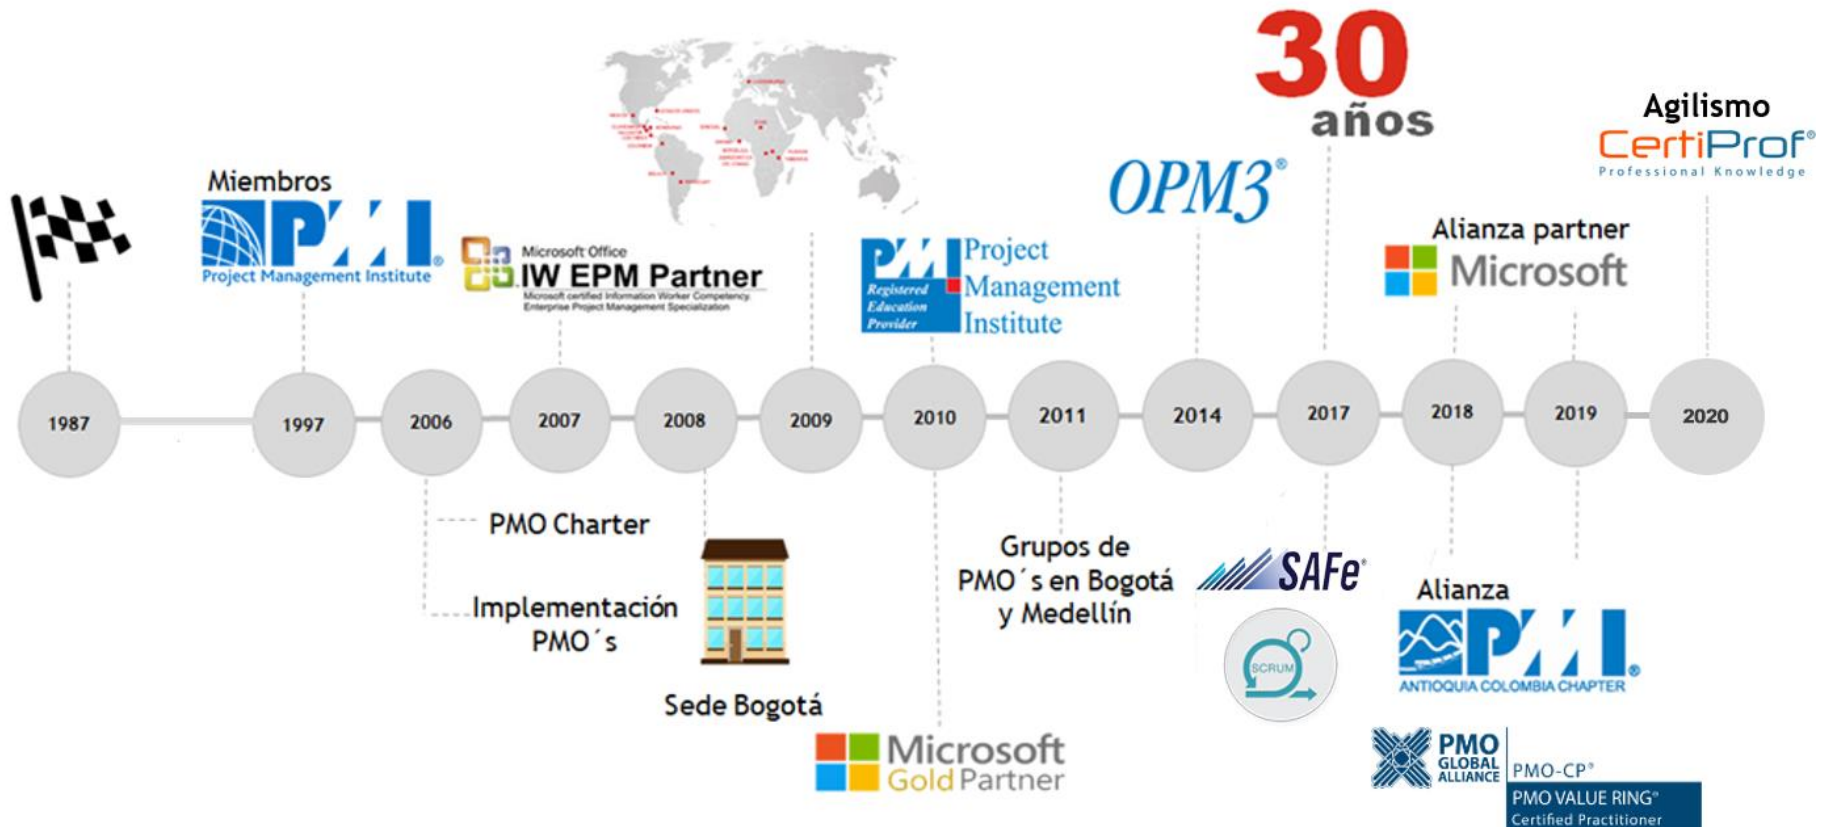 30
años
Agilismo
CertiProf®
Professional Knowledge
OPM3®
Miembros
PMI®
Project Management Institute
Microsoft Office
IW EPM Partner
Microsoft certified Information Worker Competency.
Enterprise Project Management Specialization
PMI
Registered
Education
Provider
Project
Management
Institute
Alianza partner
Microsoft
1987
1997
2006
2007
2008
2009
2010
2011
2014
2017
2018
2019
2020
PMO Charter
Implementación
PMO´s
Sede Bogotá
Microsoft
Gold Partner
Grupos de
PMO´s en Bogotá
y Medellín
SAFe®
SCRUM
Alianza
PMI®
ANTIOQUIA COLOMBIA CHAPTER
PMO
GLOBAL
ALLIANCE
PMO-CP®
PMO VALUE RING®
Certified Practitioner